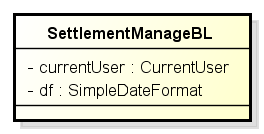 SettlementManageBL
- currentUser : CurrentUser
- df : SimpleDateFormat